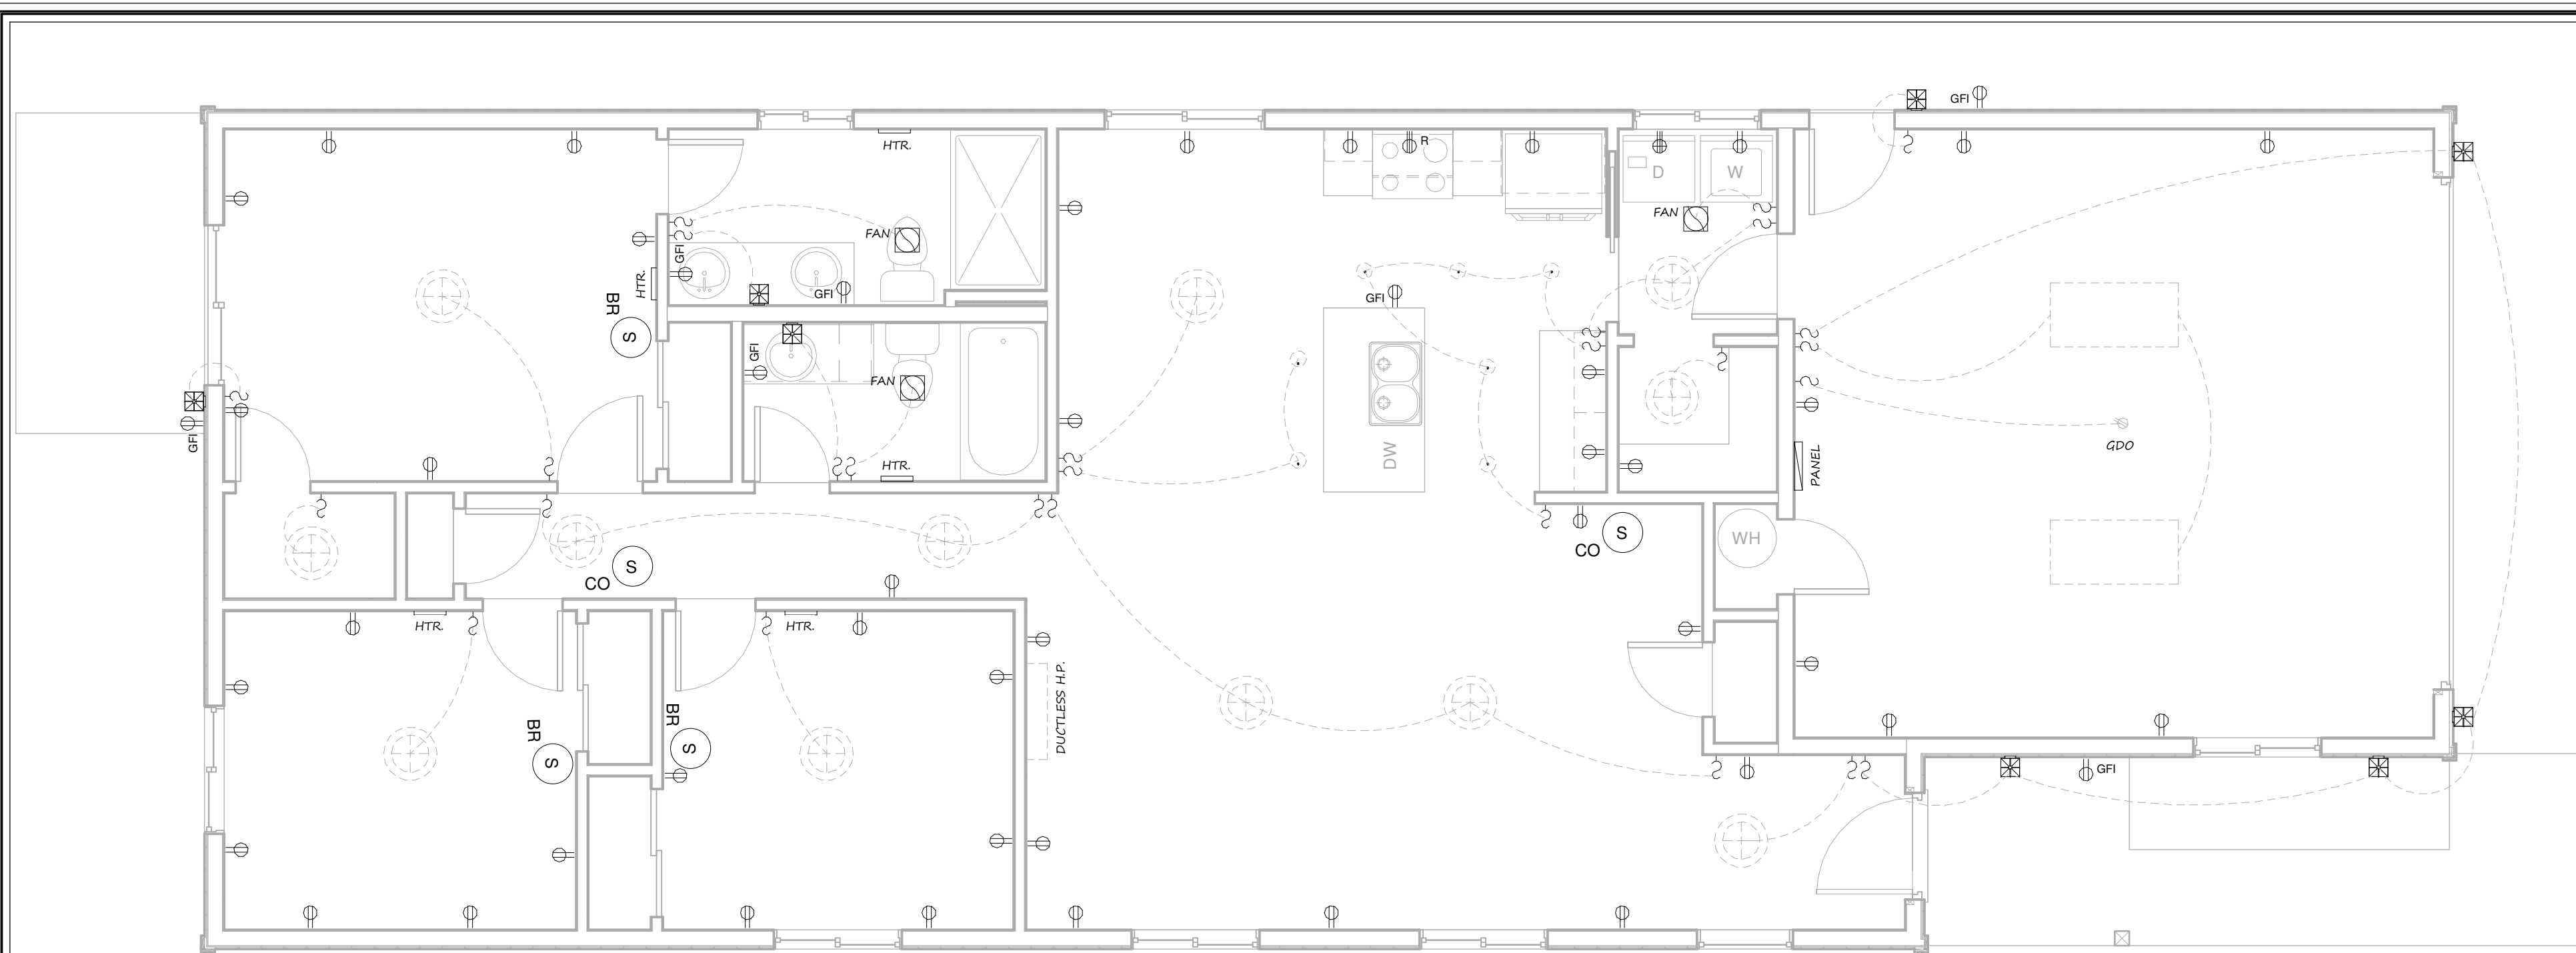 GFI
HTR.
R
D
W
FAN
FAN
GFI
HTR.
BR
S
GFI
GFI
GFI
FAN
GFI
DW
HTR.
PANEL
GDO
CO
S
WH
CO
S
HTR.
HTR.
DUCTLESS H.P.
BR
S
BR
S
GFI